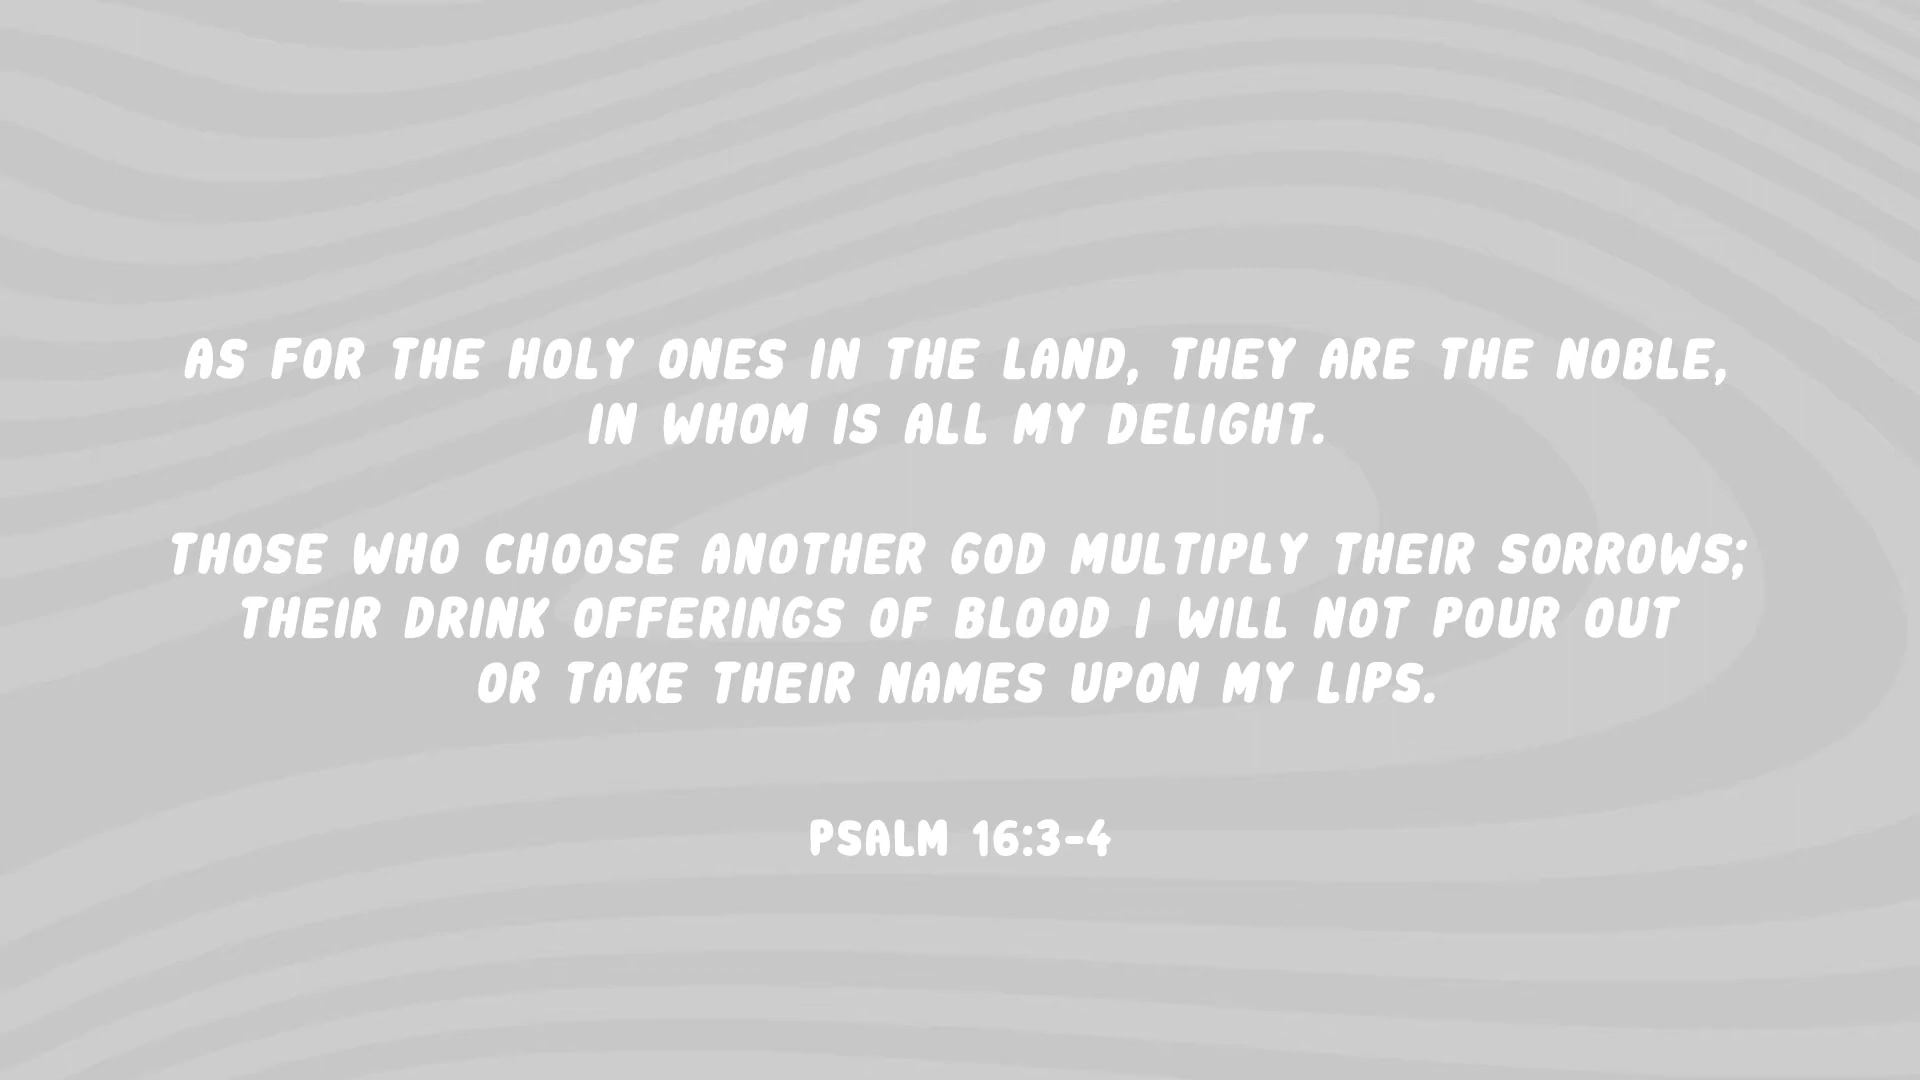 AS FOR THE HOLY ONES IN THE LAND, THEY ARE THE NOBLE,
IN WHOM IS ALL MY DELIGHT.
THOSE WHO CHOOSE ANOTHER GOD MULTIPLY THEIR SORROWS;
THEIR DRINK OFFERINGS OF BLOOD I WILL NOT POUR OUT
OR TAKE THEIR NAMES UPON MY LIPS.
PSALM 16:3-4